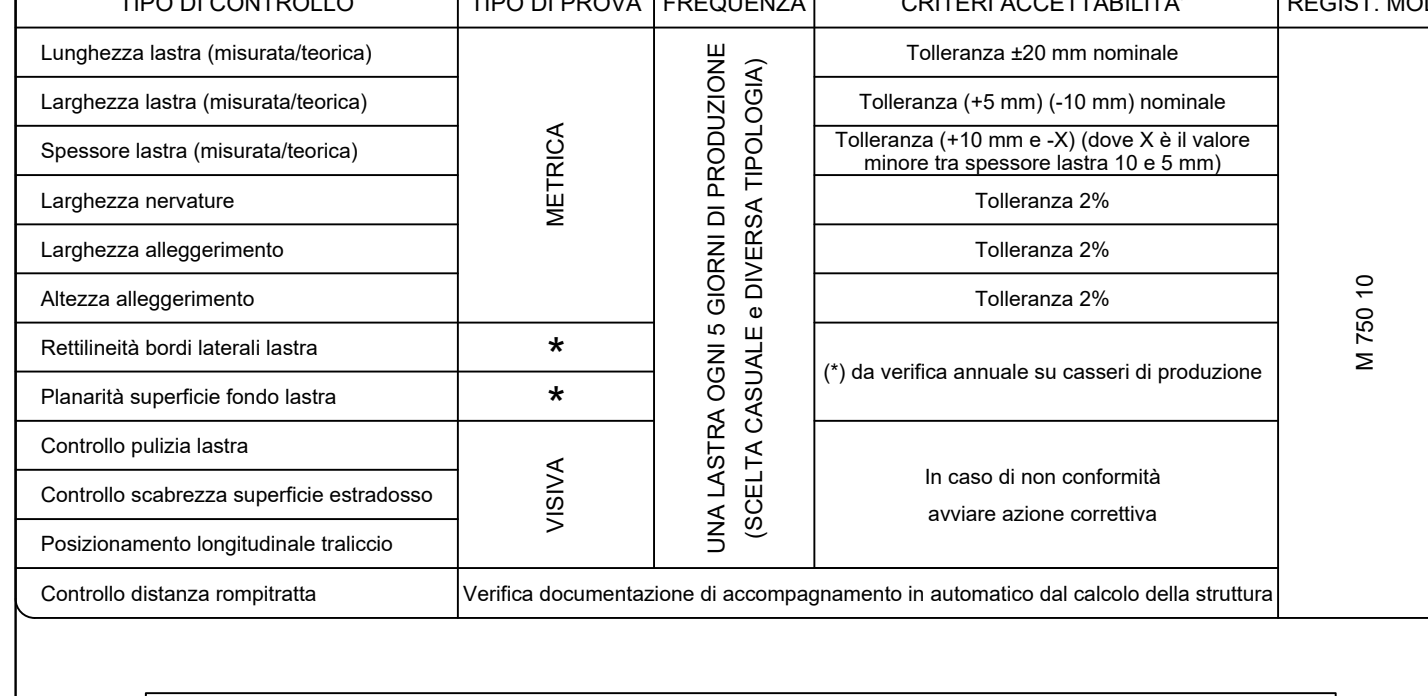 TIPO DI CONTROLLO TIPO DI PROVA FREQUENZA CRITERI ACCETTABILITÀ REGIST. MOD
Lunghezza lastra (misurata/teorica)
Larghezza lastra (misurata/teorica)
Spessore lastra (misurata/teorica)
Larghezza nervature
Larghezza alleggerimento
Altezza alleggerimento
Rettilineità bordi laterali lastra
Planarità superficie fondo lastra
Controllo pulizia lastra
Controllo scabrezza superficie estradosso
Posizionamento longitudinale traliccio
Controllo distanza rompitratta
METRICA
*
*
VISIVA
UNA LASTRA OGNI 5 GIORNI DI PRODUZIONE
(SCELTA CASUALE e DIVERSA TIPOLOGIA)
Tolleranza ±20 mm nominale
Tolleranza (+5 mm) (-10 mm) nominale
Tolleranza (+10 mm e -X) (dove X è il valore
minore tra spessore lastra 10 e 5 mm)
Tolleranza 2%
Tolleranza 2%
Tolleranza 2%
(*) da verifica annuale su casseri di produzione
In caso di non conformità
avviare azione correttiva
Verifica documentazione di accompagnamento in automatico dal calcolo della struttura
M 750 10